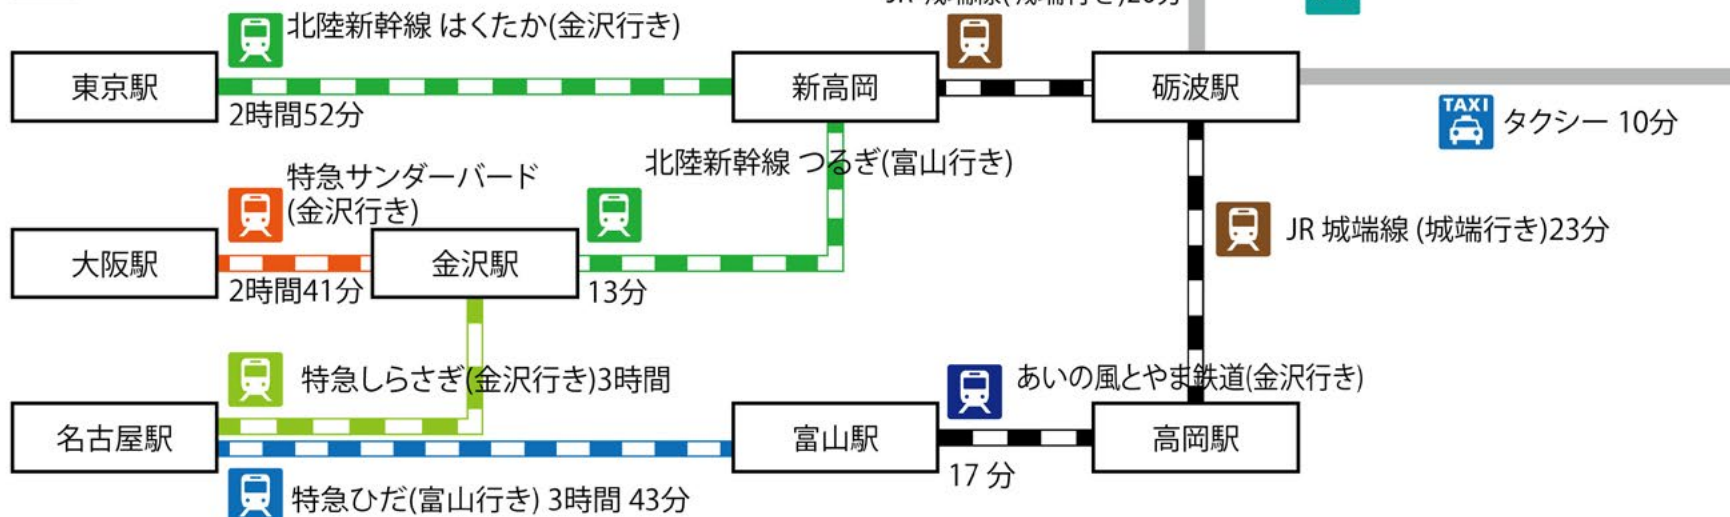 北陸新幹線 はくたか(金沢行き)
東京駅
新高岡
砺波駅
2時間52分
TAXI
タクシー 10分
北陸新幹線 つるぎ(富山行き)
特急サンダーバード
(金沢行き)
大阪駅
金沢駅
JR 城端線 (城端行き)23分
2時間41分
13分
特急しらさぎ(金沢行き)3時間
あいの風とやま鉄道(金沢行き)
名古屋駅
富山駅
高岡駅
17 分
特急ひだ(富山行き) 3時間 43分